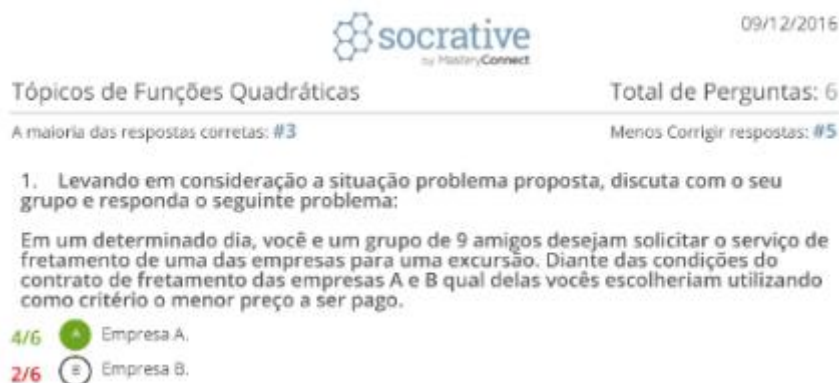 socrative
by MasteryConnect
09/12/2016
Tópicos de Funções Quadráticas
Total de Perguntas: 6
A maioria das respostas corretas: #3
Menos Corrigir respostas: #5
1. Levando em consideração a situação problema proposta, discuta com o seu
grupo e responda o seguinte problema:
Em um determinado dia, você e um grupo de 9 amigos desejam solicitar o serviço de
fretamento de uma das empresas para uma excursão. Diante das condições do
contrato de fretamento das empresas A e B qual delas vocês escolheriam utilizando
como critério o menor preço a ser pago.
4/6 A Empresa A.
2/6 B Empresa B.